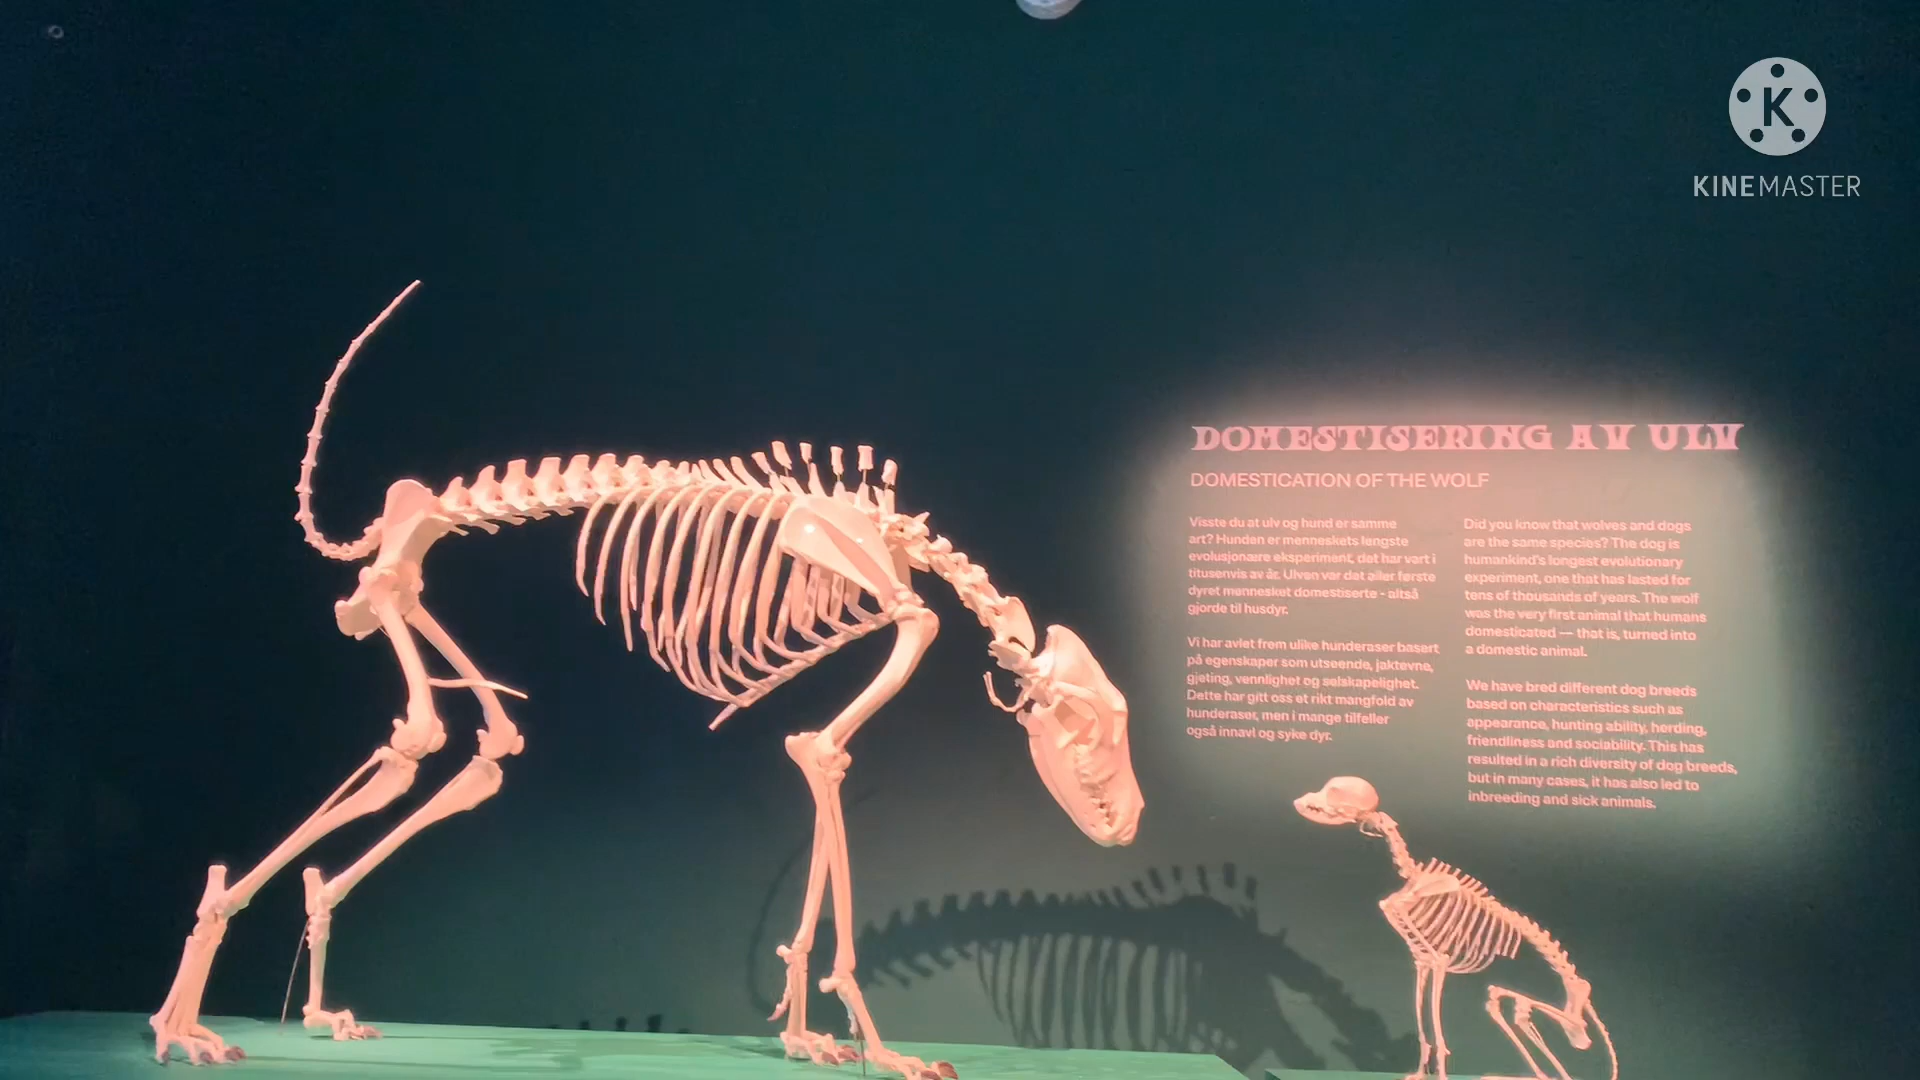 KINEMASTER
DOMESTISERING AV ULV
DOMESTICATION OF THE WOLF
Visste du at ulv og hund er samme
art? Hunden er menneskets lengste
evolusjonære eksperiment, det har vart i
titusenvis av år. Ulven var det aller første
dyret mennesket domestiserte - altså
gjorde til husdyr.
Vi har avlet frem ulike hunderaser basert
på egenskaper som utseende, jaktevne,
gjeting, vennlighet og selskapelighet.
Dette har gitt oss et rikt mangfold av
hunderaser, men i mange tilfeller
også innavl og syke dyr.
Did you know that wolves and dogs
are the same species? The dog is
humankind's longest evolutionary
experiment, one that has lasted for
tens of thousands of years. The wolf
was the very first animal that humans
domesticated — that is, turned into
a domestic animal.
We have bred different dog breeds
based on characteristics such as
appearance, hunting ability, herding,
friendliness and sociability. This has
resulted in a rich diversity of dog breeds,
but in many cases, it has also led to
inbreeding and sick animals.